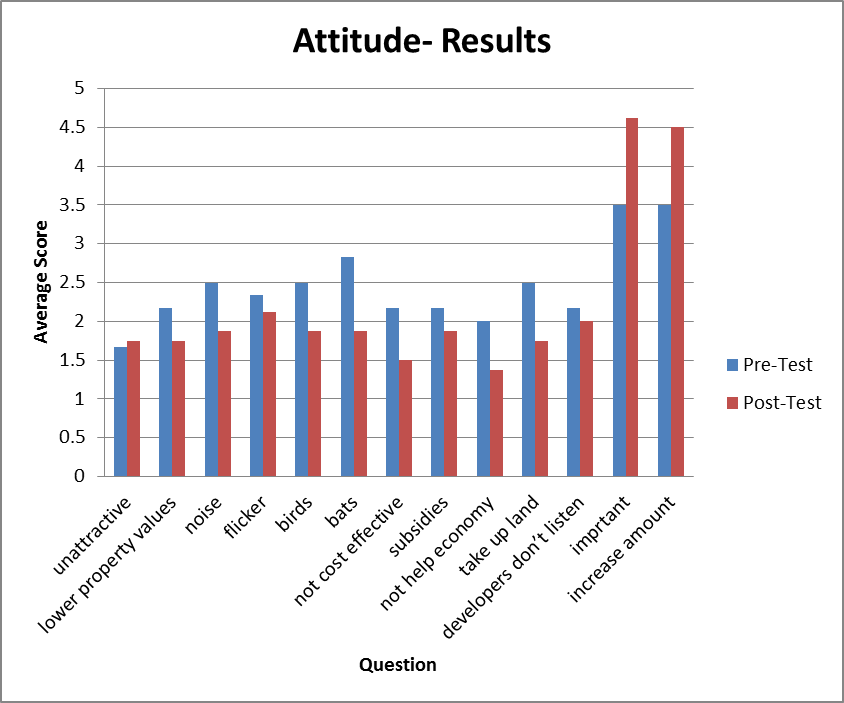 Attitude- Results
5
4.5
4
3.5
3
2.5
2
1.5
1
0.5
0
Average Score
unattractive
lower property values
noise
flicker
birds
bats
not cost effective
subsidies
not help economy
take up land
developers don't listen
imprtant
increase amount
Question
Pre-Test
Post-Test